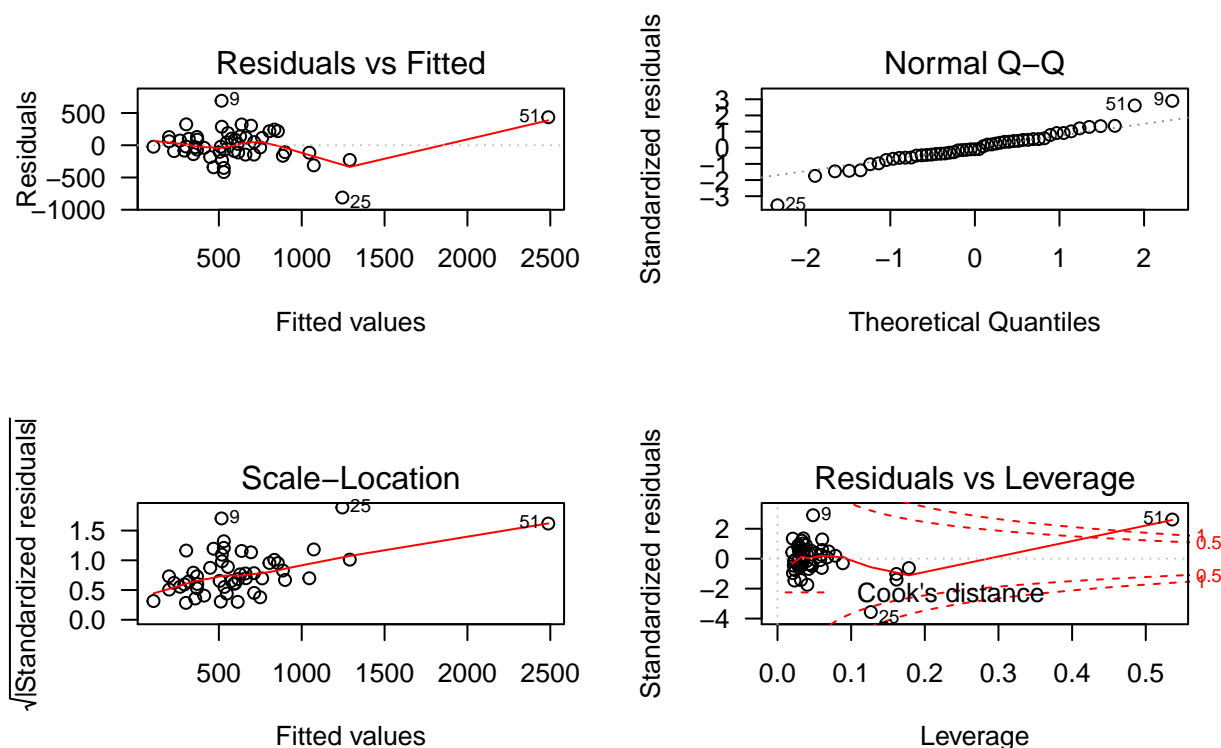 Residuals vs Fitted
Residuals
500
0
−500
−1000
9
51
25
500 1000 1500 2000 2500
Fitted values
Normal Q−Q
Standardized residuals
3
2
1
0
−1
−2
−3
51
9
25
−2 −1 0 1 2
Theoretical Quantiles
Scale−Location
√|Standardized residuals|
1.5
1.0
0.5
0.0
9
25
51
500 1000 1500 2000 2500
Fitted values
Residuals vs Leverage
Standardized residuals
2
0
−2
−4
9
51
25
Cook's distance
1
0.5
0.5
1
0.0 0.1 0.2 0.3 0.4 0.5
Leverage